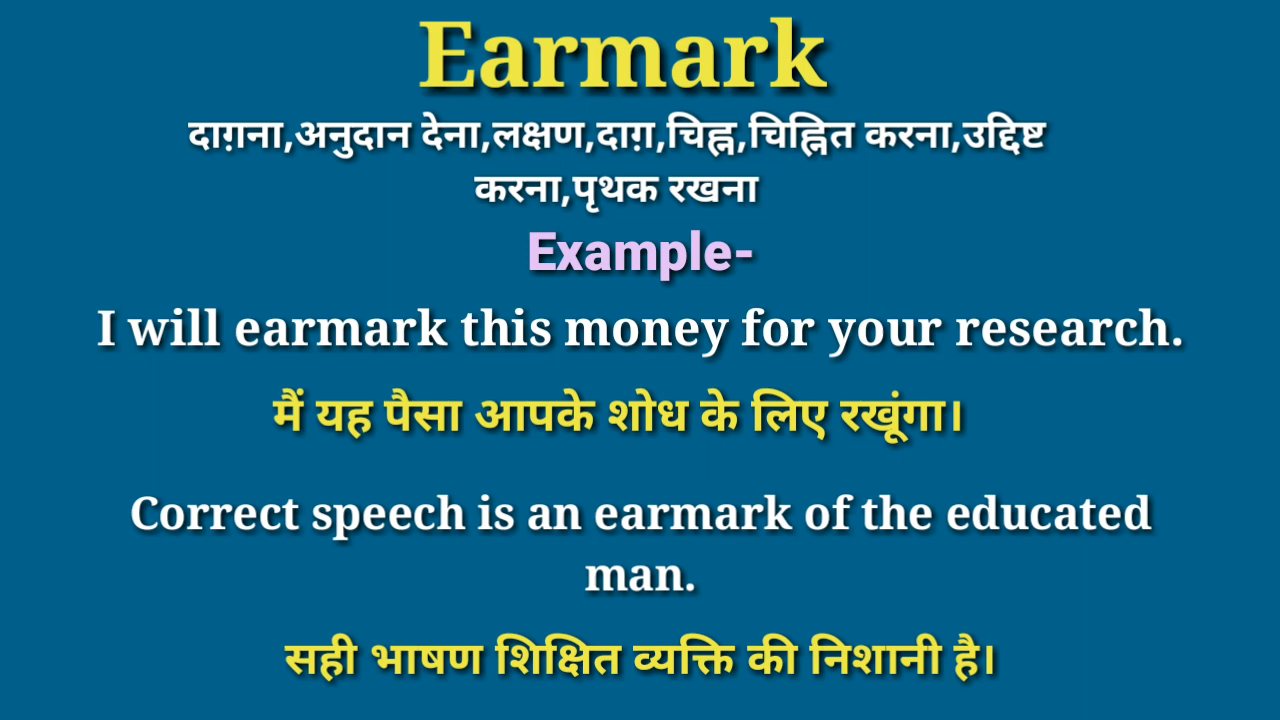 Earmark
दाग़ना,अनुदान देना,लक्षण,दाग़,चिह्न,चिह्नित करना,उद्दिष्ट
करना,पृथक रखना
Example-
I will earmark this money for your research.
मैं यह पैसा आपके शोध के लिए रखूंगा।
Correct speech is an earmark of the educated
man.
सही भाषण शिक्षित व्यक्ति की निशानी है।